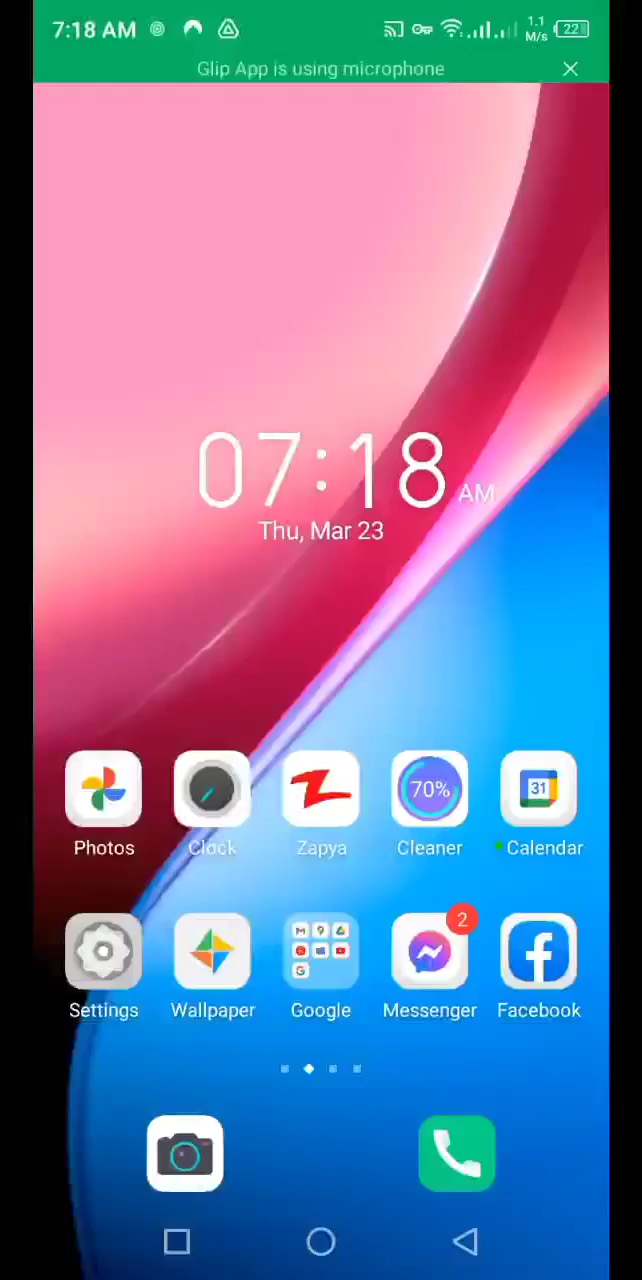 7:18 AM 1.1 M/s 22
Glip App is using microphone
07:18 AM
Thu, Mar 23
70% 31
Photos Clock Zapya Cleaner Calendar
2
Settings Wallpaper Google Messenger Facebook